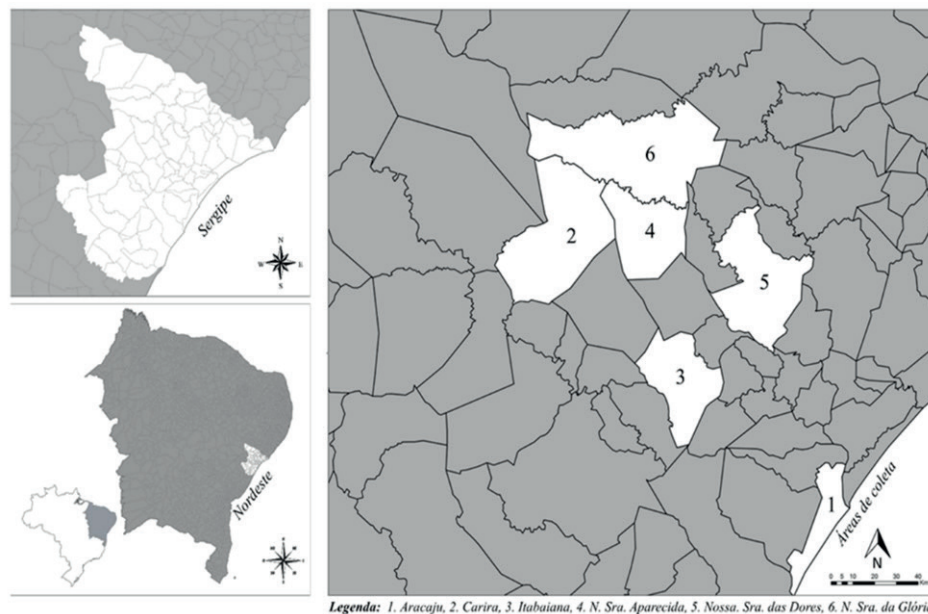 Sergipe
N
W E
S
Nordeste
6
2
4
5
3
1
Áreas de coleta
N
0 5 10 20 30 40
Km
Legenda: 1. Aracaju, 2. Carira, 3. Itabaiana, 4. N. Sra. Aparecida, 5. Nossa. Sra. das Dores, 6. N. Sra. da Glória